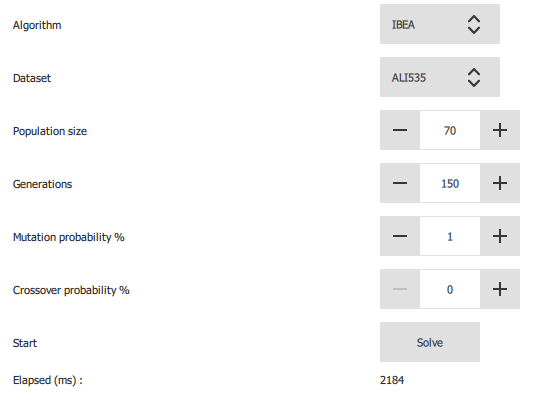 Algorithm IBEA
Dataset ALI535
Population size 70
Generations 150
Mutation probability % 1
Crossover probability % 0
Start Solve
Elapsed (ms) : 2184